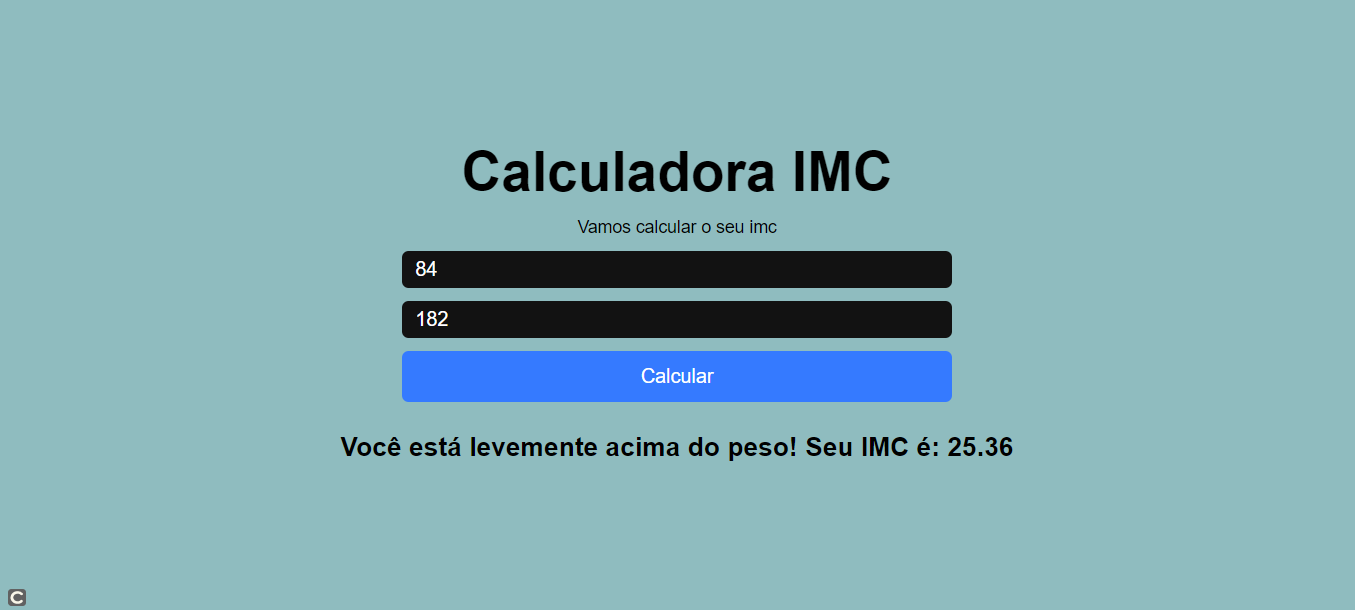 Calculadora IMC
Vamos calcular o seu imc
84
182
Calcular
Você está levemente acima do peso! Seu IMC é: 25.36
C